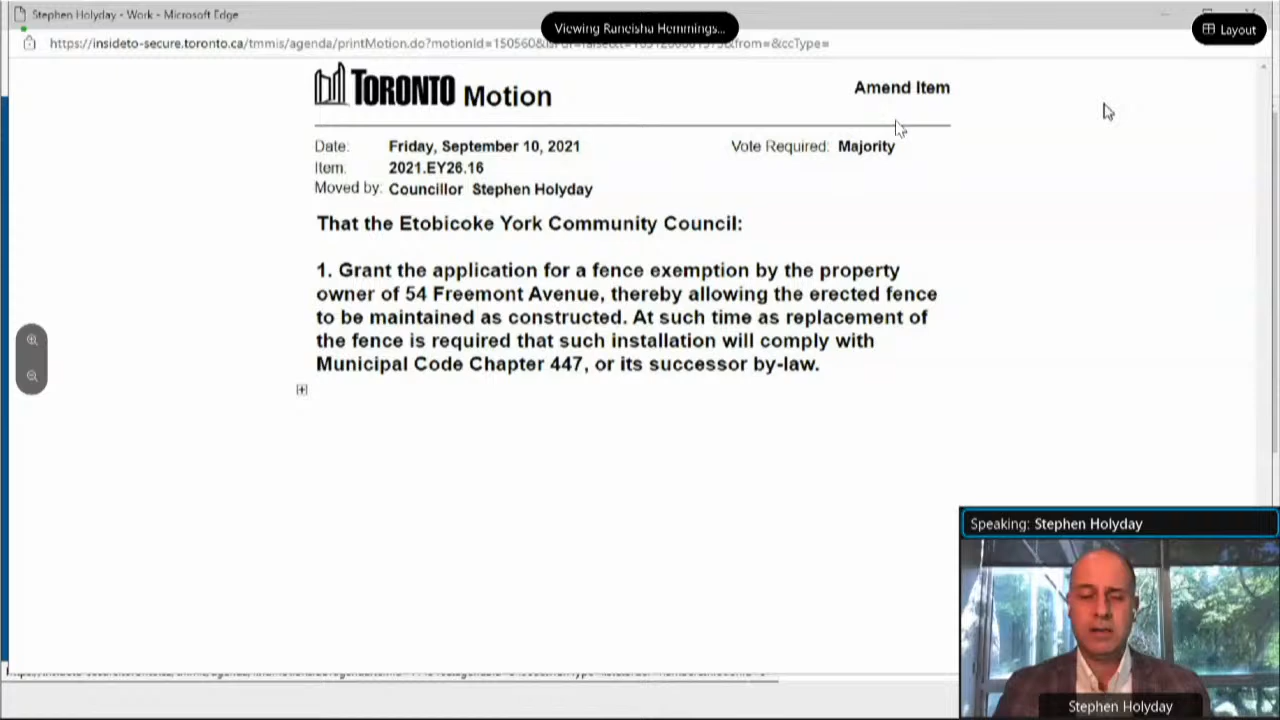 Stephen Holyday - Work - Microsoft Edge
Viewing Raneisha Hemmings...
Layout
https://insideto-secure.toronto.ca/tmmis/agenda/printMotion.do?motionId=150560
from=&ccType=
TORONTO Motion
Amend Item
Date: Friday, September 10, 2021
Vote Required: Majority
Item: 2021.EY26.16
Moved by: Councillor Stephen Holyday
That the Etobicoke York Community Council:
1. Grant the application for a fence exemption by the property
owner of 54 Freemont Avenue, thereby allowing the erected fence
to be maintained as constructed. At such time as replacement of
the fence is required that such installation will comply with
Municipal Code Chapter 447, or its successor by-law.
Speaking: Stephen Holyday
Stephen Holyday